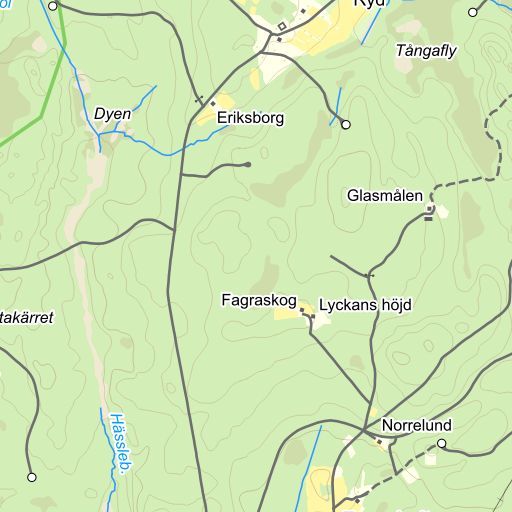 Kyd
Tångafly
Dyen
Eriksborg
Glasmålen
Fagraskog
Lyckans höjd
takärret
Hässleb.
Norrelund